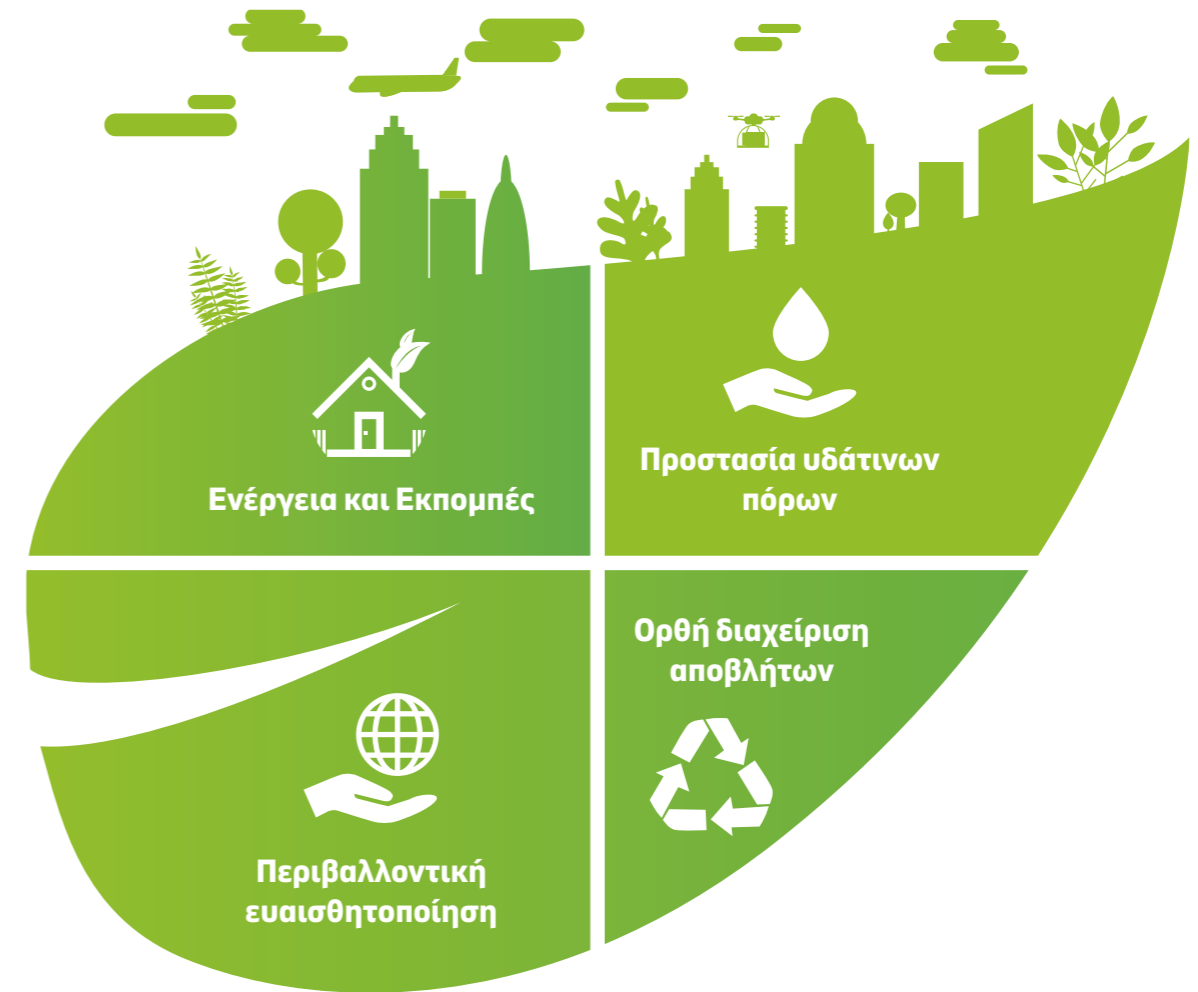 Ενέργεια και Εκπομπές
Προστασία υδάτινων
πόρων
Περιβαλλοντική
ευαισθητοποίηση
Ορθή διαχείριση
αποβλήτων